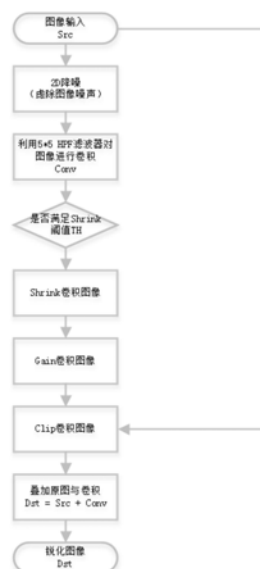 图像输入
Src
2D降噪
(虑除图像噪声)
利用5*5 HPF滤波器对
图像进行卷积
Conv
是否满足Shrink
阈值TH
Shrink卷积图像
Gain卷积图像
Clip卷积图像
叠加原图与卷积
Dst = Src + Conv
锐化图像
Dst